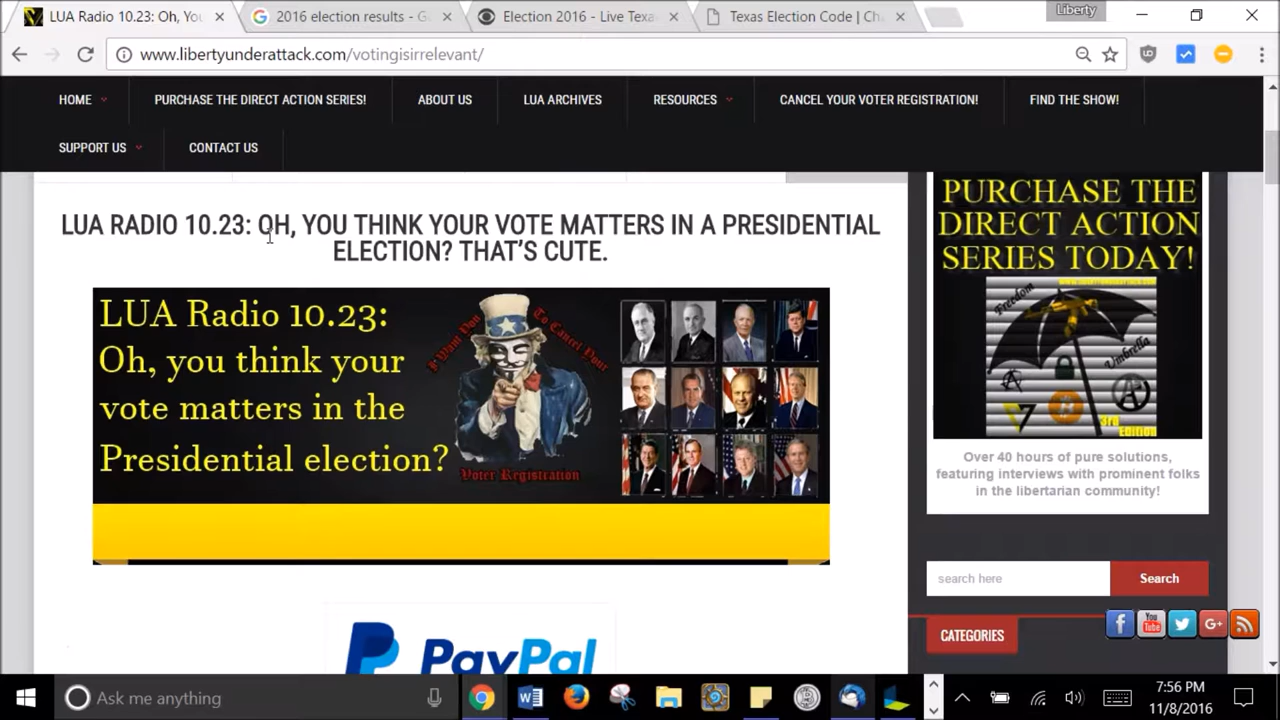 LUA Radio 10.23: Oh, You
2016 election results - G
Election 2016 - Live Texa
Texas Election Code | Ch
Liberty
www.libertyunderattack.com/votingisirrelevant/
HOME
PURCHASE THE DIRECT ACTION SERIES!
ABOUT US
LUA ARCHIVES
RESOURCES
CANCEL YOUR VOTER REGISTRATION!
FIND THE SHOW!
SUPPORT US
CONTACT US
LUA RADIO 10.23: OH, YOU THINK YOUR VOTE MATTERS IN A PRESIDENTIAL
ELECTION? THAT'S CUTE.
LUA Radio 10.23:
Oh, you think your
vote matters in the
Presidential election?
I Want You
To Cancel Your
Voter Registration
PayPal
PURCHASE THE
DIRECT ACTION
SERIES TODAY!
Freedom
Umbrella
3rd
Edition
Over 40 hours of pure solutions,
featuring interviews with prominent folks
in the libertarian community!
search here
Search
CATEGORIES
Ask me anything
7:56 PM
11/8/2016